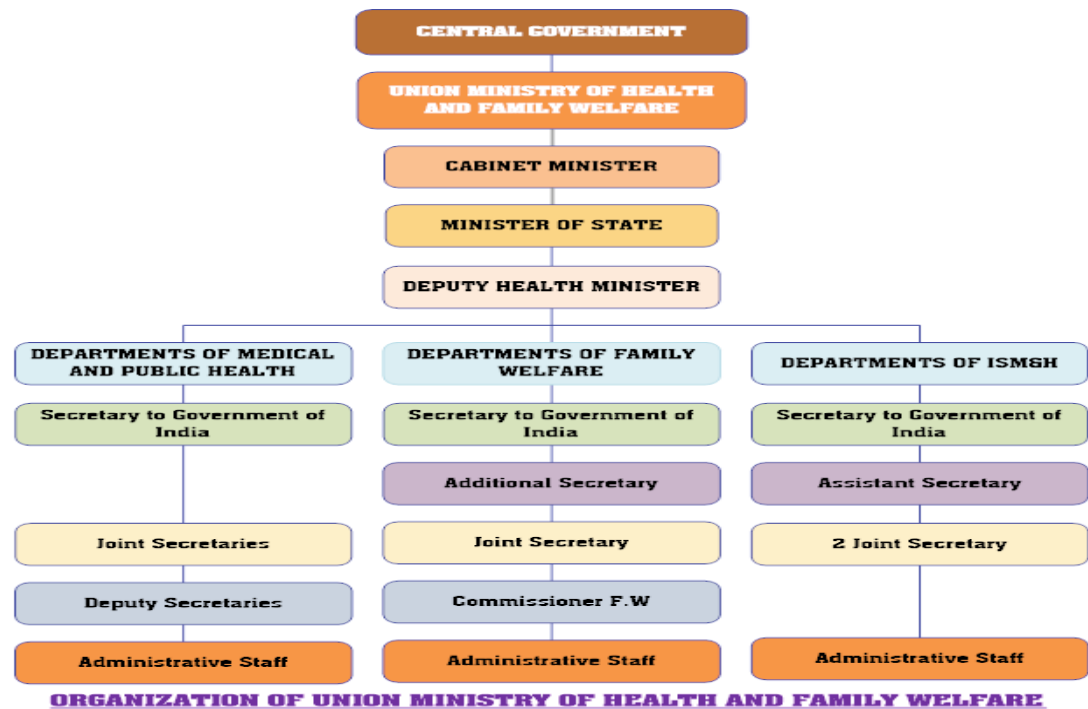 CENTRAL GOVERNMENT
UNION MINISTRY OF HEALTH
AND FAMILY WELFARE
CABINET MINISTER
MINISTER OF STATE
DEPUTY HEALTH MINISTER
DEPARTMENTS OF MEDICAL
AND PUBLIC HEALTH
Secretary to Government of
India
Joint Secretaries
Deputy Secretaries
Administrative Staff
DEPARTMENTS OF FAMILY
WELFARE
Secretary to Government of
India
Additional Secretary
Joint Secretary
Commissioner F.W
Administrative Staff
DEPARTMENTS OF ISM&H
Secretary to Government of
India
Assistant Secretary
2 Joint Secretary
Administrative Staff
ORGANIZATION OF UNION MINISTRY OF HEALTH AND FAMILY WELFARE